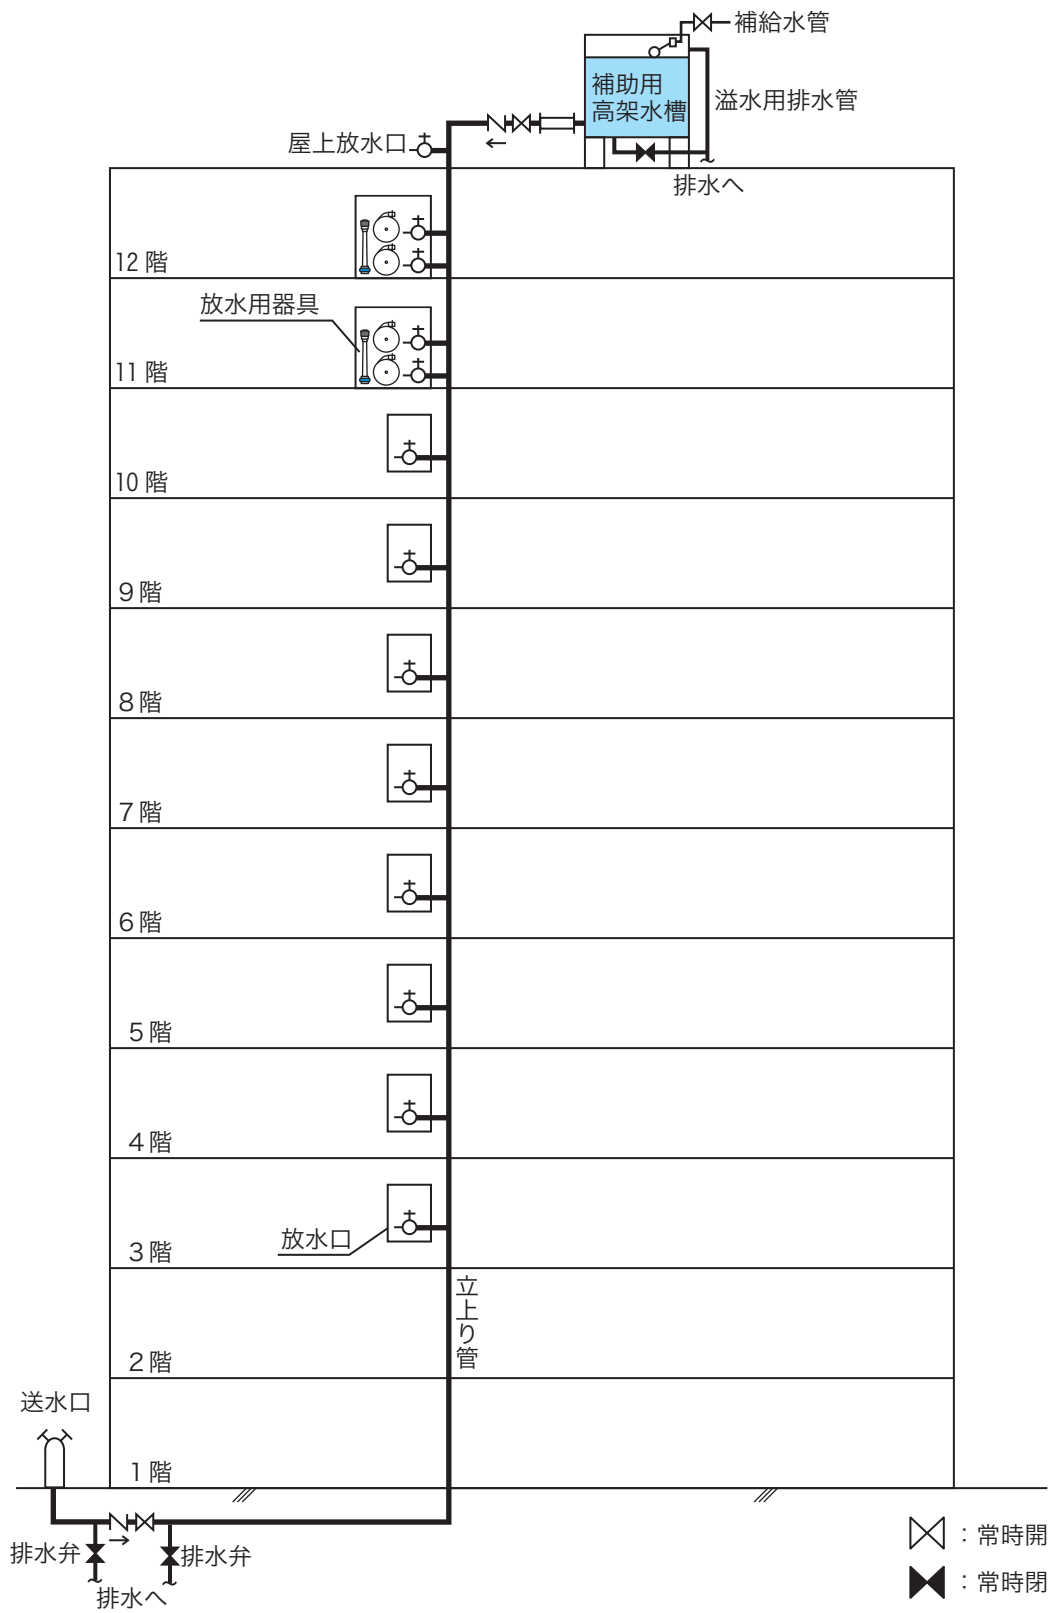 補給水管
補助用
高架水槽
溢水用排水管
屋上放水口
排水へ
12 階
放水用器具
11 階
10 階
9 階
8 階
7 階
6 階
5 階
4 階
放水口
3 階
立上り管
2 階
送水口
1 階
排水弁
排水弁
排水へ
：常時開
：常時閉